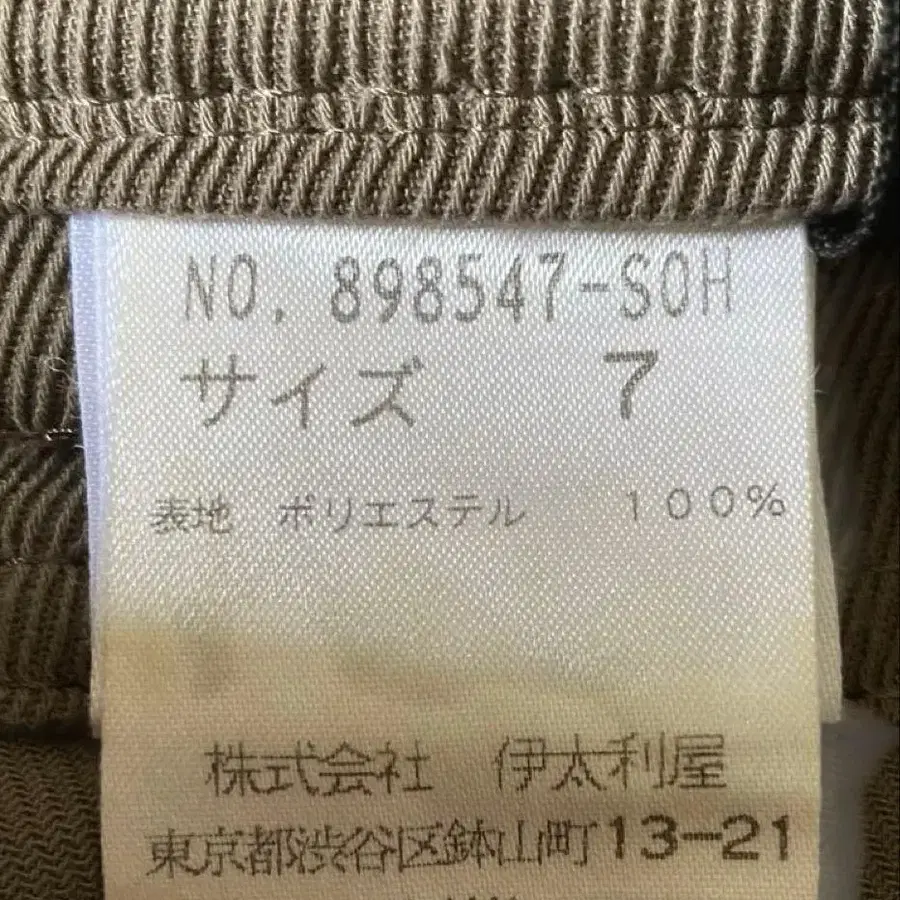 NO. 898547-SOH
サイズ 7
表地 ポリエステル 100%
株式会社 伊太利屋
東京都渋谷区鉢山町13-21